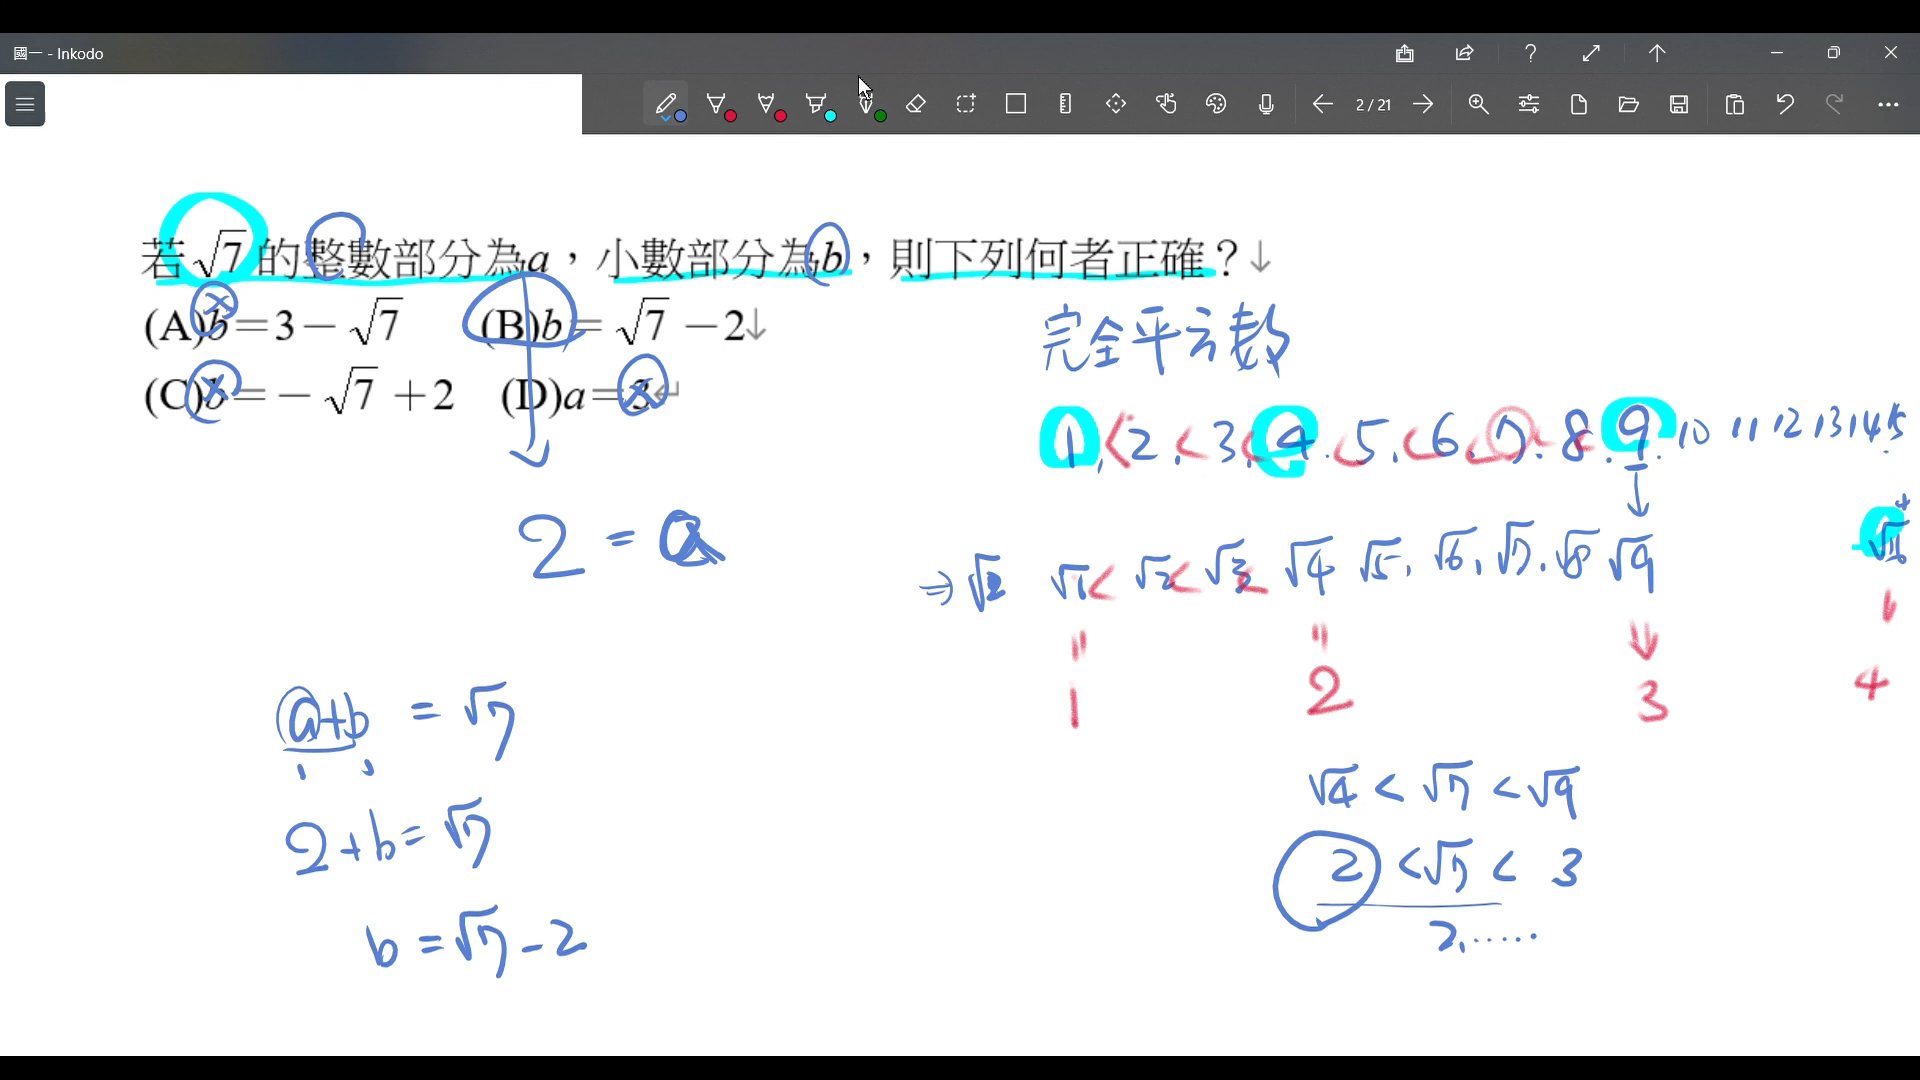 國一 - Inkodo
2 / 21
若 √7 的整數部分為a，小數部分為b，則下列何者正確？↓
(A)b＝3－√7 (B)b＝√7－2↓
(C)b＝－√7＋2 (D)a＝3↵
完全平方數
1, < 2, < 3, < 4. < 5, < 6, < 7. < 8. 9. 10 11 12 13 14 15
2 = a
⇒ √2 √1 < √2 < √3 < √4 √5, √6, √7. √8 √9 √16
1 2 3 4
a+b = √7
2+b = √7
b = √7 - 2
√4 < √7 < √9
2 < √7 < 3
2.……